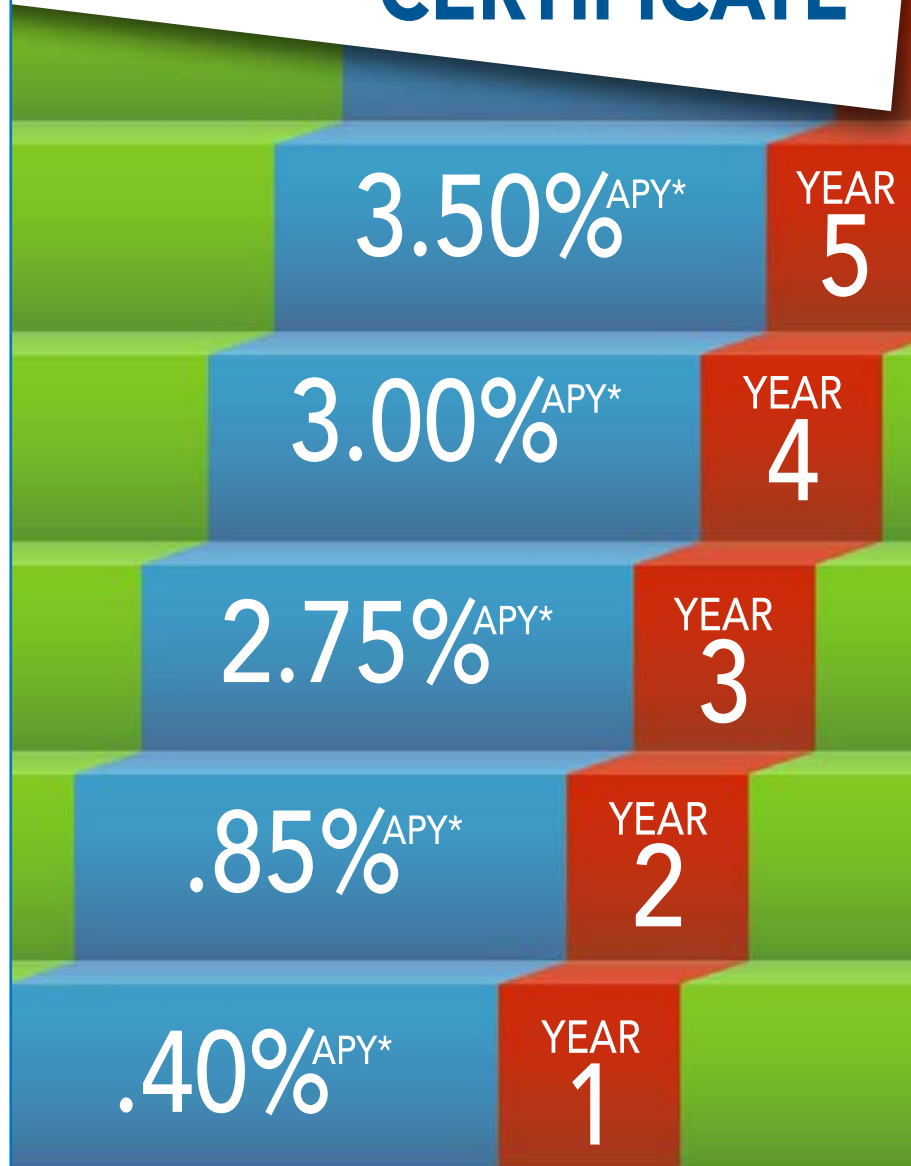 CERTIFICATE
3.50% APY*
YEAR
5
3.00% APY*
YEAR
4
2.75% APY*
YEAR
3
.85% APY*
YEAR
2
.40% APY*
YEAR
1